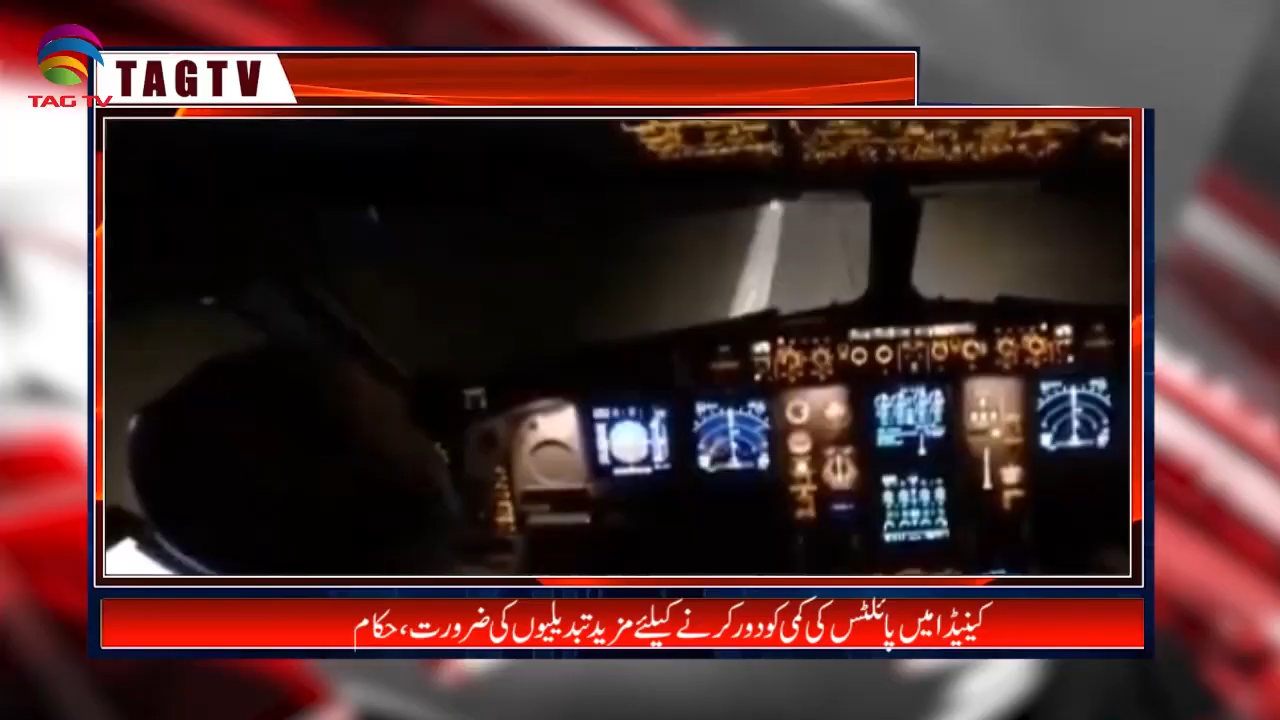 TAGTV
TAG TV
کینیڈا میں پائلٹس کی کمی کو دور کرنے کیلئے مزید تبدیلیوں کی ضرورت، حکام